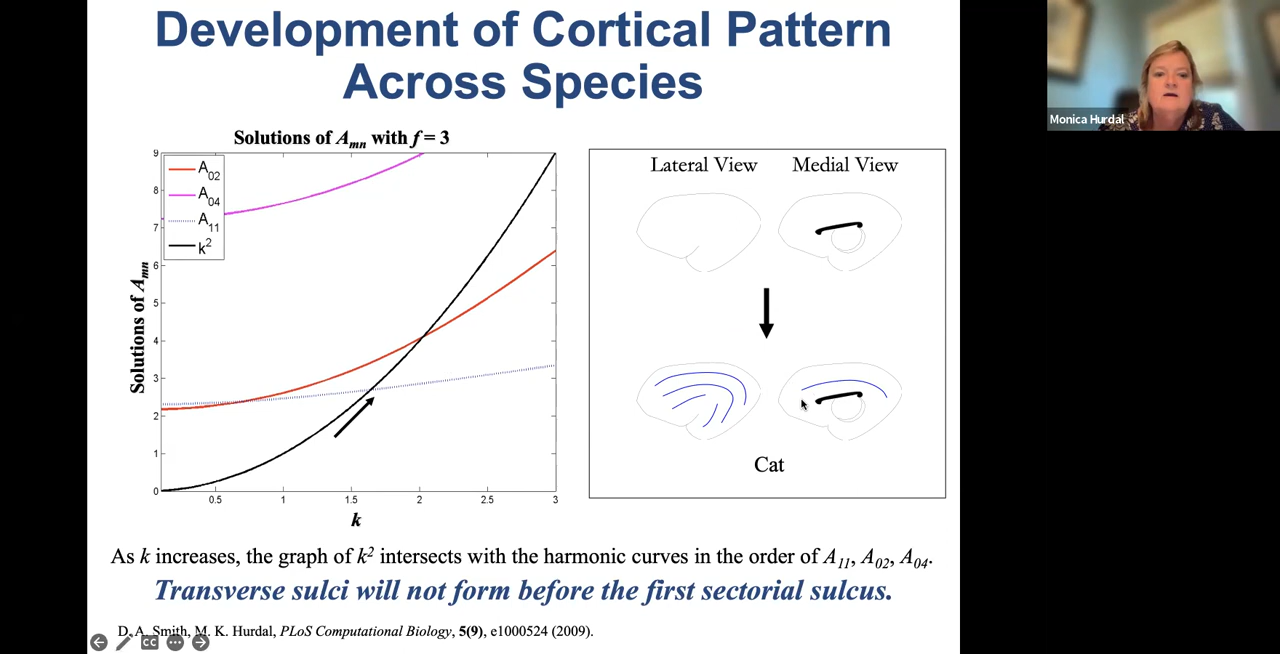 Development of Cortical Pattern
Across Species
Monica Hurdal
Solutions of Amn with f = 3
9
8
7
6
5
4
3
2
1
0
A02
A04
A11
k²
Solutions of Amn
0.5
1
1.5
2
2.5
3
k
Lateral View
Medial View
Cat
As k increases, the graph of k² intersects with the harmonic curves in the order of A11, A02, A04.
Transverse sulci will not form before the first sectorial sulcus.
D. A. Smith, M. K. Hurdal, PLoS Computational Biology, 5(9), e1000524 (2009).
CC